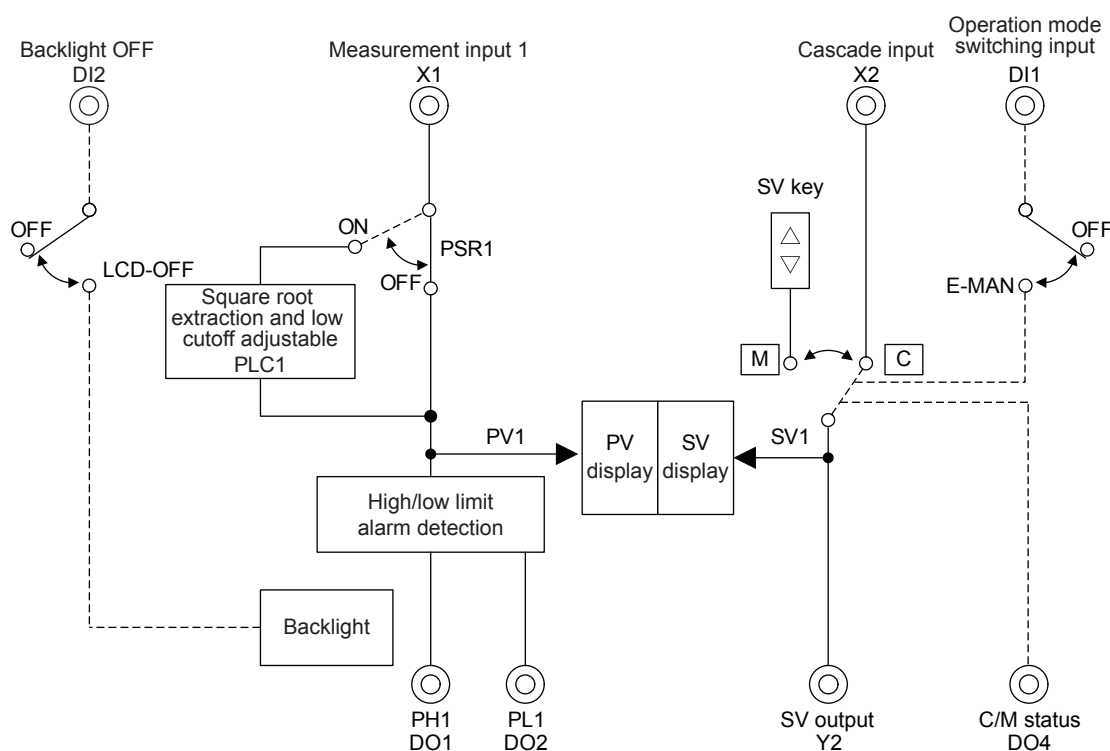 Backlight OFF
DI2
Measurement input 1
X1
Cascade input
X2
Operation mode
switching input
DI1
SV key
OFF
LCD-OFF
ON
PSR1
OFF
OFF
E-MAN
Square root
extraction and low
cutoff adjustable
PLC1
M
C
PV1
PV
display
SV
display
SV1
High/low limit
alarm detection
Backlight
PH1
DO1
PL1
DO2
SV output
Y2
C/M status
DO4